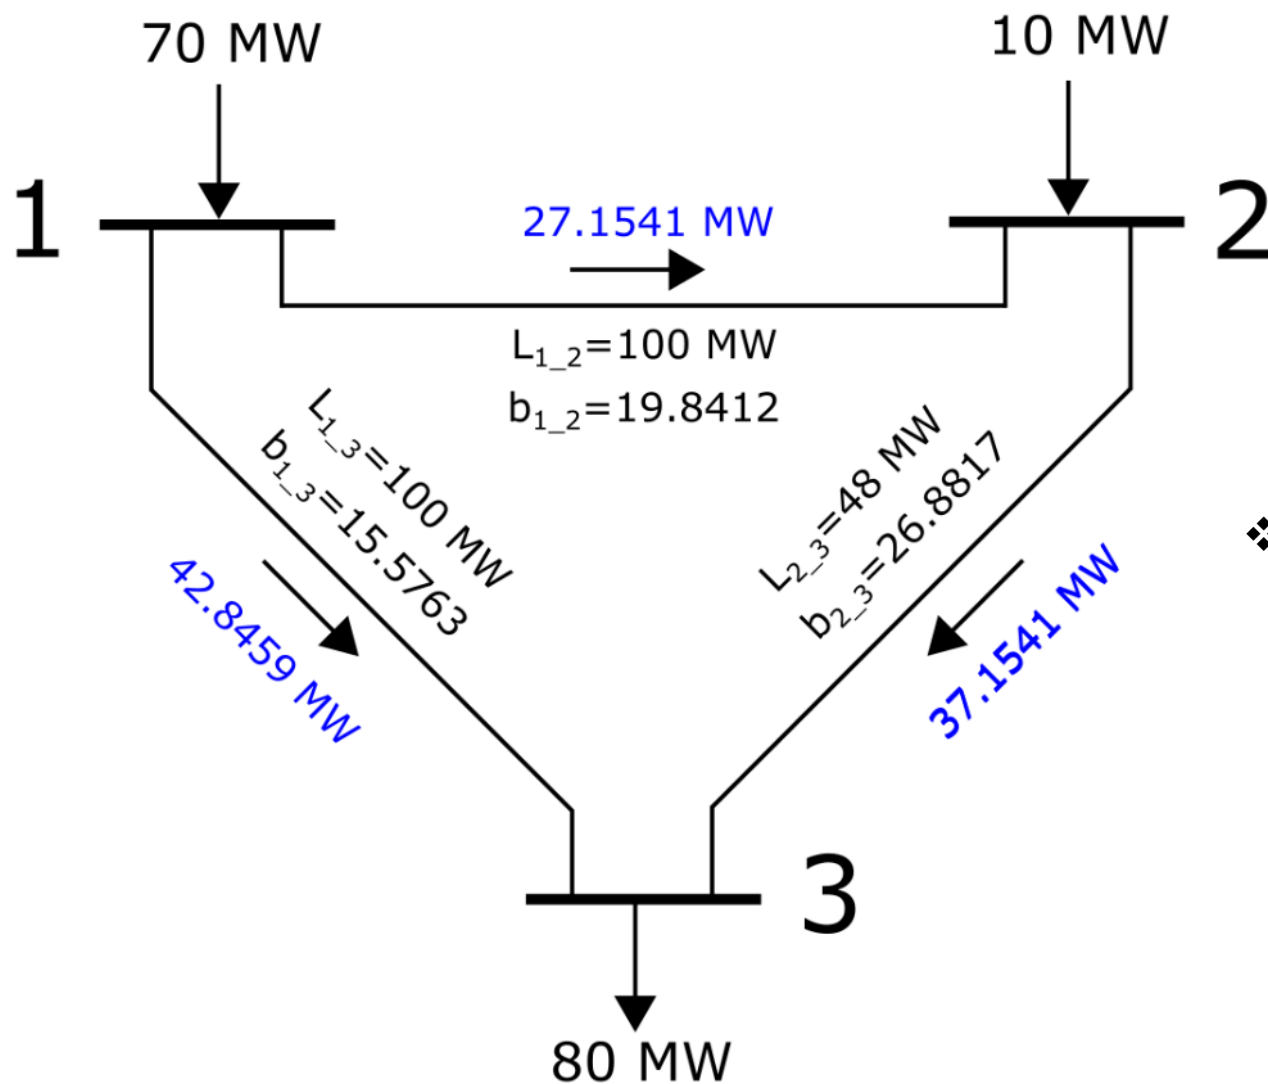 70 MW
10 MW
1
2
27.1541 MW
L1_2=100 MW
b1_2=19.8412
L1_3=100 MW
b1_3=15.5763
42.8459 MW
L2_3=48 MW
b2_3=26.8817
37.1541 MW
3
80 MW